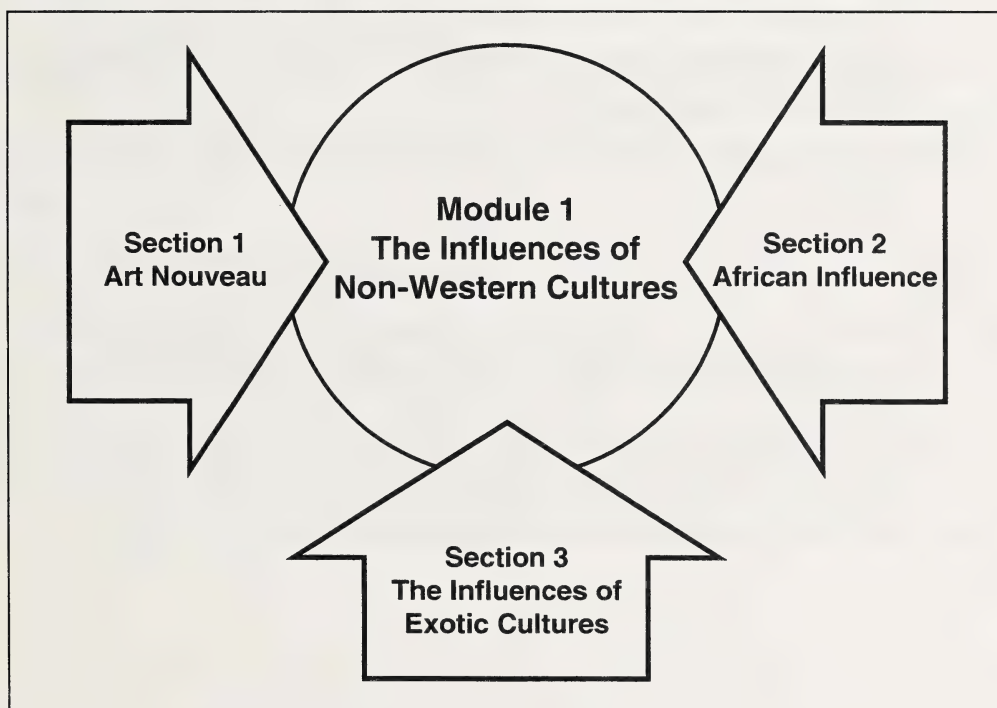 Module 1
The Influences of
Non-Western Cultures
Section 1
Art Nouveau
Section 2
African Influence
Section 3
The Influences of
Exotic Cultures